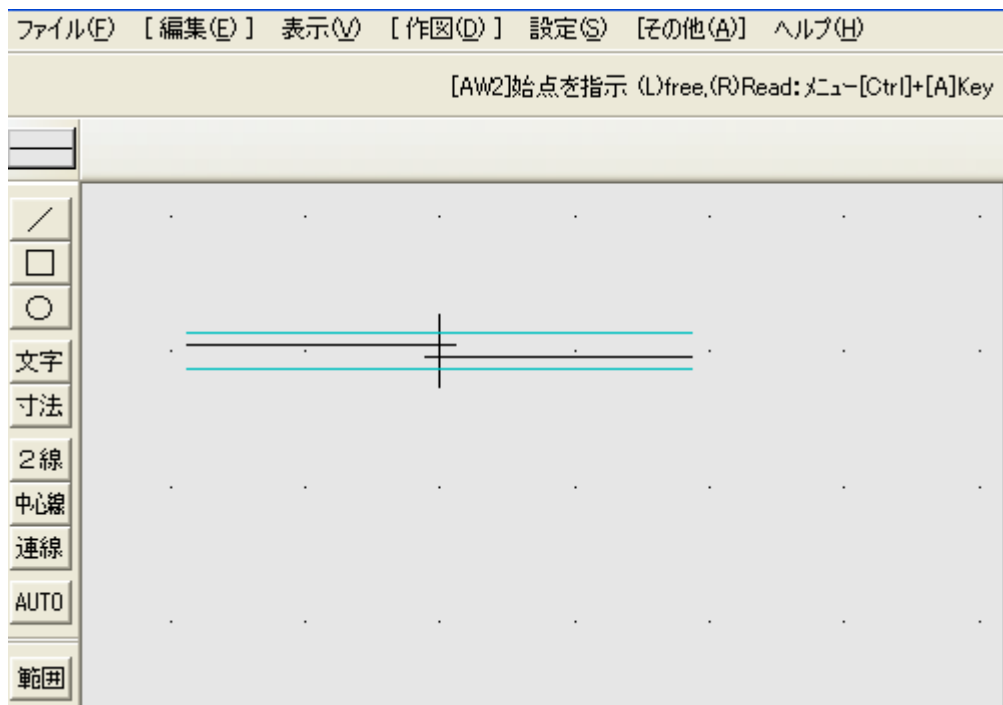 ファイル(F) [編集(E)] 表示(V) [作図(D)] 設定(S) [その他(A)] ヘルプ(H)
[AW2]始点を指示 (L)free,(R)Read:ﾒﾆｭｰ[Ctrl]+[A]Key
文字
寸法
２線
中心線
連線
AUTO
範囲